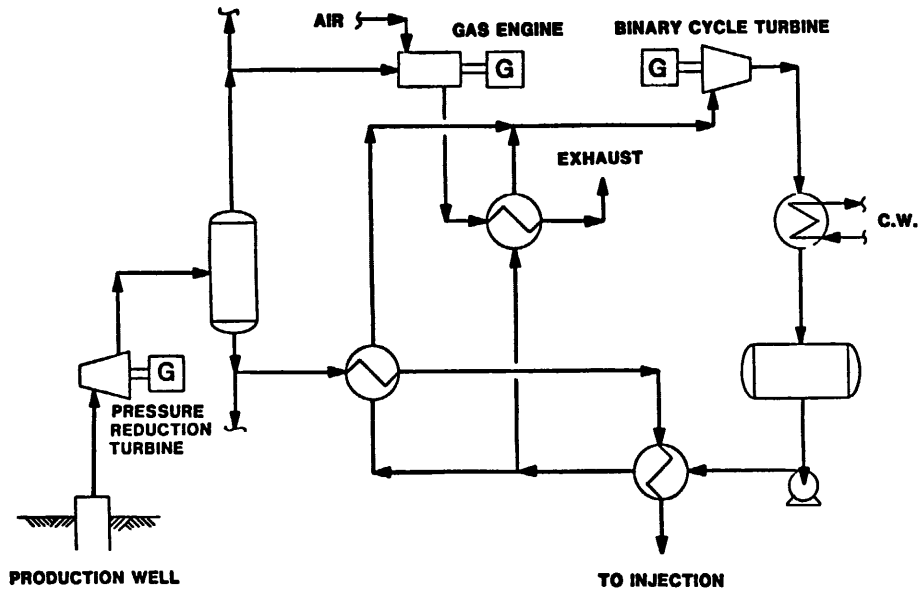 AIR
GAS ENGINE
G
BINARY CYCLE TURBINE
G
EXHAUST
C.W.
G
PRESSURE
REDUCTION
TURBINE
PRODUCTION WELL
TO INJECTION